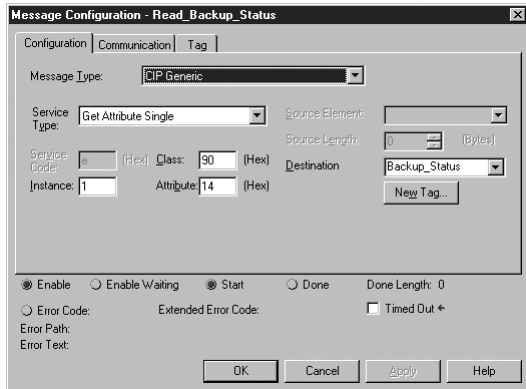 Message Configuration - Read_Backup_Status
Configuration Communication Tag
Message Type: CIP Generic
Service Type: Get Attribute Single
Source Element:
Source Length: 0 (Bytes)
Service Code: e (Hex) Class: 90 (Hex)
Destination Backup_Status
Instance: 1 Attribute: 14 (Hex)
New Tag...
Enable Enable Waiting Start Done Done Length: 0
Error Code: Extended Error Code: Timed Out ←
Error Path:
Error Text:
OK Cancel Apply Help